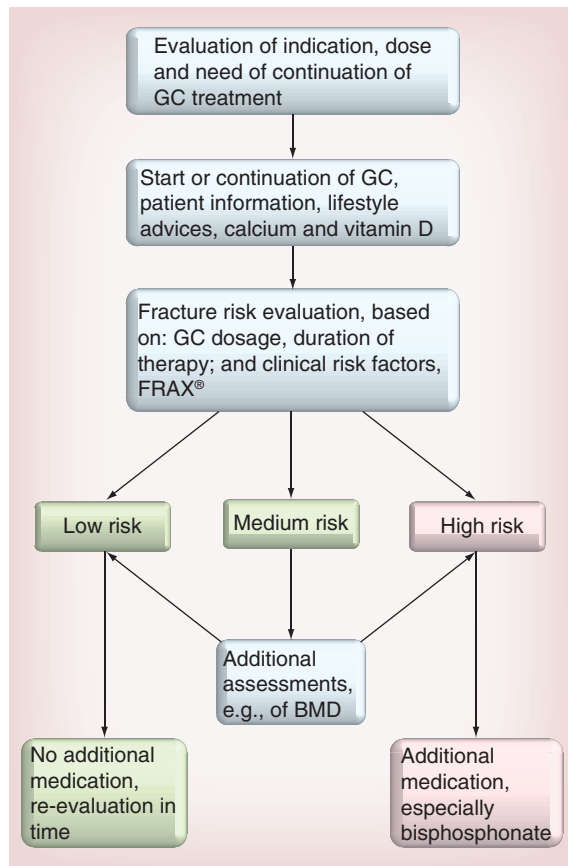 Evaluation of indication, dose
and need of continuation of
GC treatment
Start or continuation of GC,
patient information, lifestyle
advices, calcium and vitamin D
Fracture risk evaluation, based
on: GC dosage, duration of
therapy; and clinical risk factors,
FRAX®
Low risk
Medium risk
High risk
Additional
assessments,
e.g., of BMD
No additional
medication,
re-evaluation in
time
Additional
medication,
especially
bisphosphonate